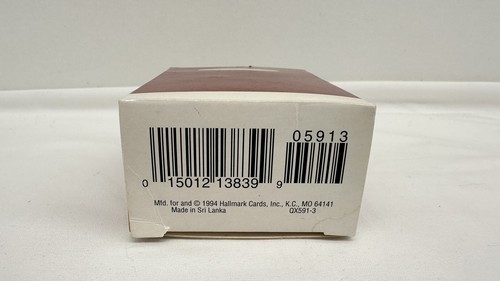 05913
0 15012 13839 9
Mfd. for and © 1994 Hallmark Cards, Inc., K.C., MO 64141
Made in Sri Lanka QX591-3